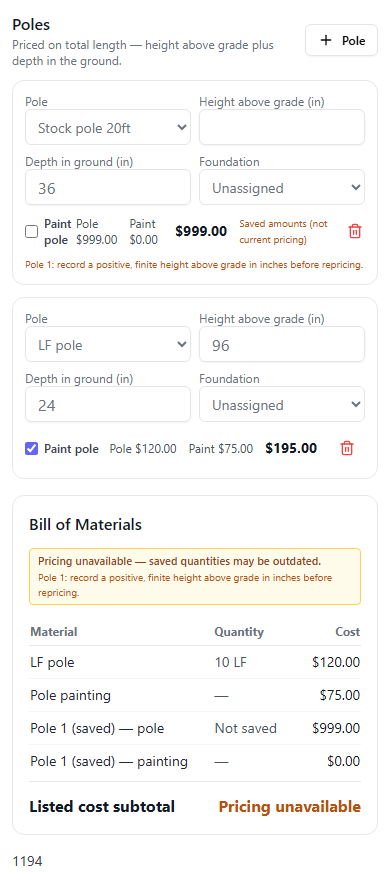 Poles
Priced on total length — height above grade plus
depth in the ground.
+ Pole
Pole
Height above grade (in)
Stock pole 20ft
Depth in ground (in)
Foundation
36
Unassigned
Paint pole
Pole $999.00
Paint $0.00
$999.00
Saved amounts (not current pricing)
Pole 1: record a positive, finite height above grade in inches before repricing.
Pole
Height above grade (in)
LF pole
96
Depth in ground (in)
Foundation
24
Unassigned
Paint pole Pole $120.00 Paint $75.00 $195.00
Bill of Materials
Pricing unavailable — saved quantities may be outdated.
Pole 1: record a positive, finite height above grade in inches before
repricing.
Material Quantity Cost
LF pole 10 LF $120.00
Pole painting — $75.00
Pole 1 (saved) — pole Not saved $999.00
Pole 1 (saved) — painting — $0.00
Listed cost subtotal Pricing unavailable
1194